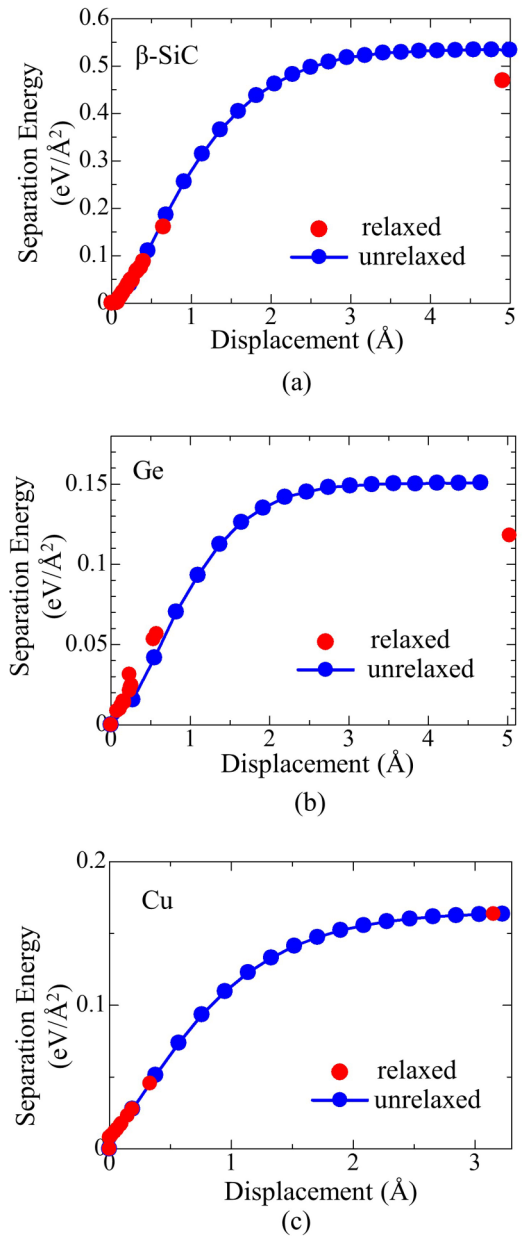 0.6
β-SiC
0.5
0.4
0.3
0.2
0.1
0
Separation Energy
(eV/Å²)
relaxed
unrelaxed
0 1 2 3 4 5
Displacement (Å)
(a)
Ge
0.15
0.1
0.05
0
Separation Energy
(eV/Å²)
relaxed
unrelaxed
0 1 2 3 4 5
Displacement (Å)
(b)
0.2
Cu
0.1
0
Separation Energy
(eV/Å²)
relaxed
unrelaxed
0 1 2 3
Displacement (Å)
(c)